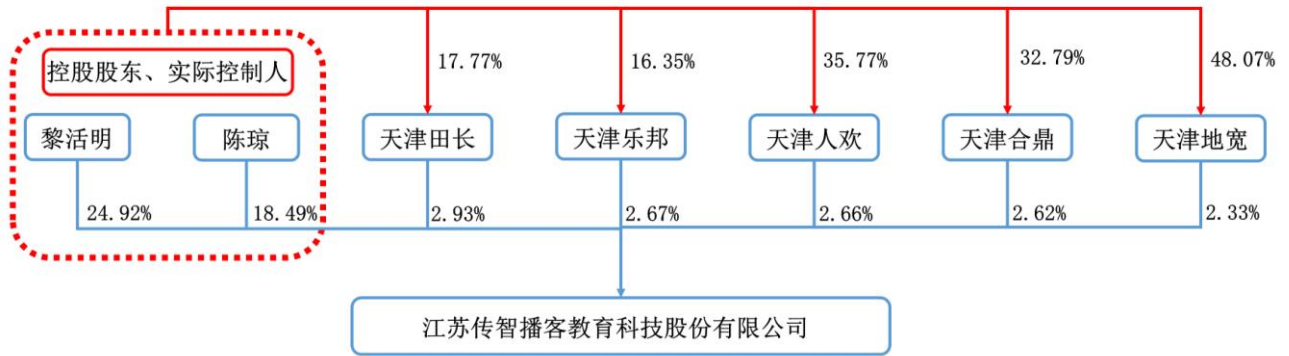 控股股东、实际控制人
17.77%
16.35%
35.77%
32.79%
48.07%
黎活明
陈琼
天津田长
天津乐邦
天津人欢
天津合鼎
天津地宽
24.92%
18.49%
2.93%
2.67%
2.66%
2.62%
2.33%
江苏传智播客教育科技股份有限公司